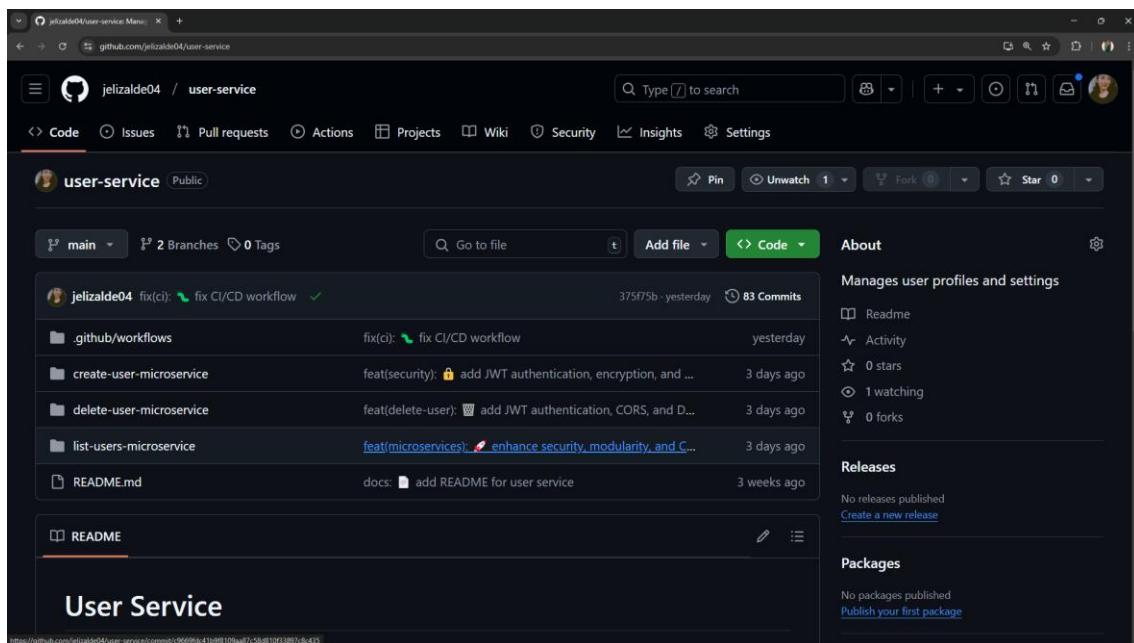 jelizalde04/user-service: Manag
github.com/jelizalde04/user-service
jelizalde04 / user-service
Type / to search
Code Issues Pull requests Actions Projects Wiki Security Insights Settings
user-service Public
Pin Unwatch 1 Fork 0 Star 0
main 2 Branches 0 Tags Go to file t Add file Code
About
Manages user profiles and settings
jelizalde04 fix(ci): fix CI/CD workflow 375f75b · yesterday 83 Commits
Readme
.github/workflows fix(ci): fix CI/CD workflow yesterday
Activity
create-user-microservice feat(security): add JWT authentication, encryption, and ... 3 days ago
0 stars
1 watching
delete-user-microservice feat(delete-user): add JWT authentication, CORS, and D... 3 days ago
0 forks
list-users-microservice feat(microservices): enhance security, modularity, and C... 3 days ago
Releases
README.md docs: add README for user service 3 weeks ago
No releases published
Create a new release
README
Packages
No packages published
Publish your first package
User Service